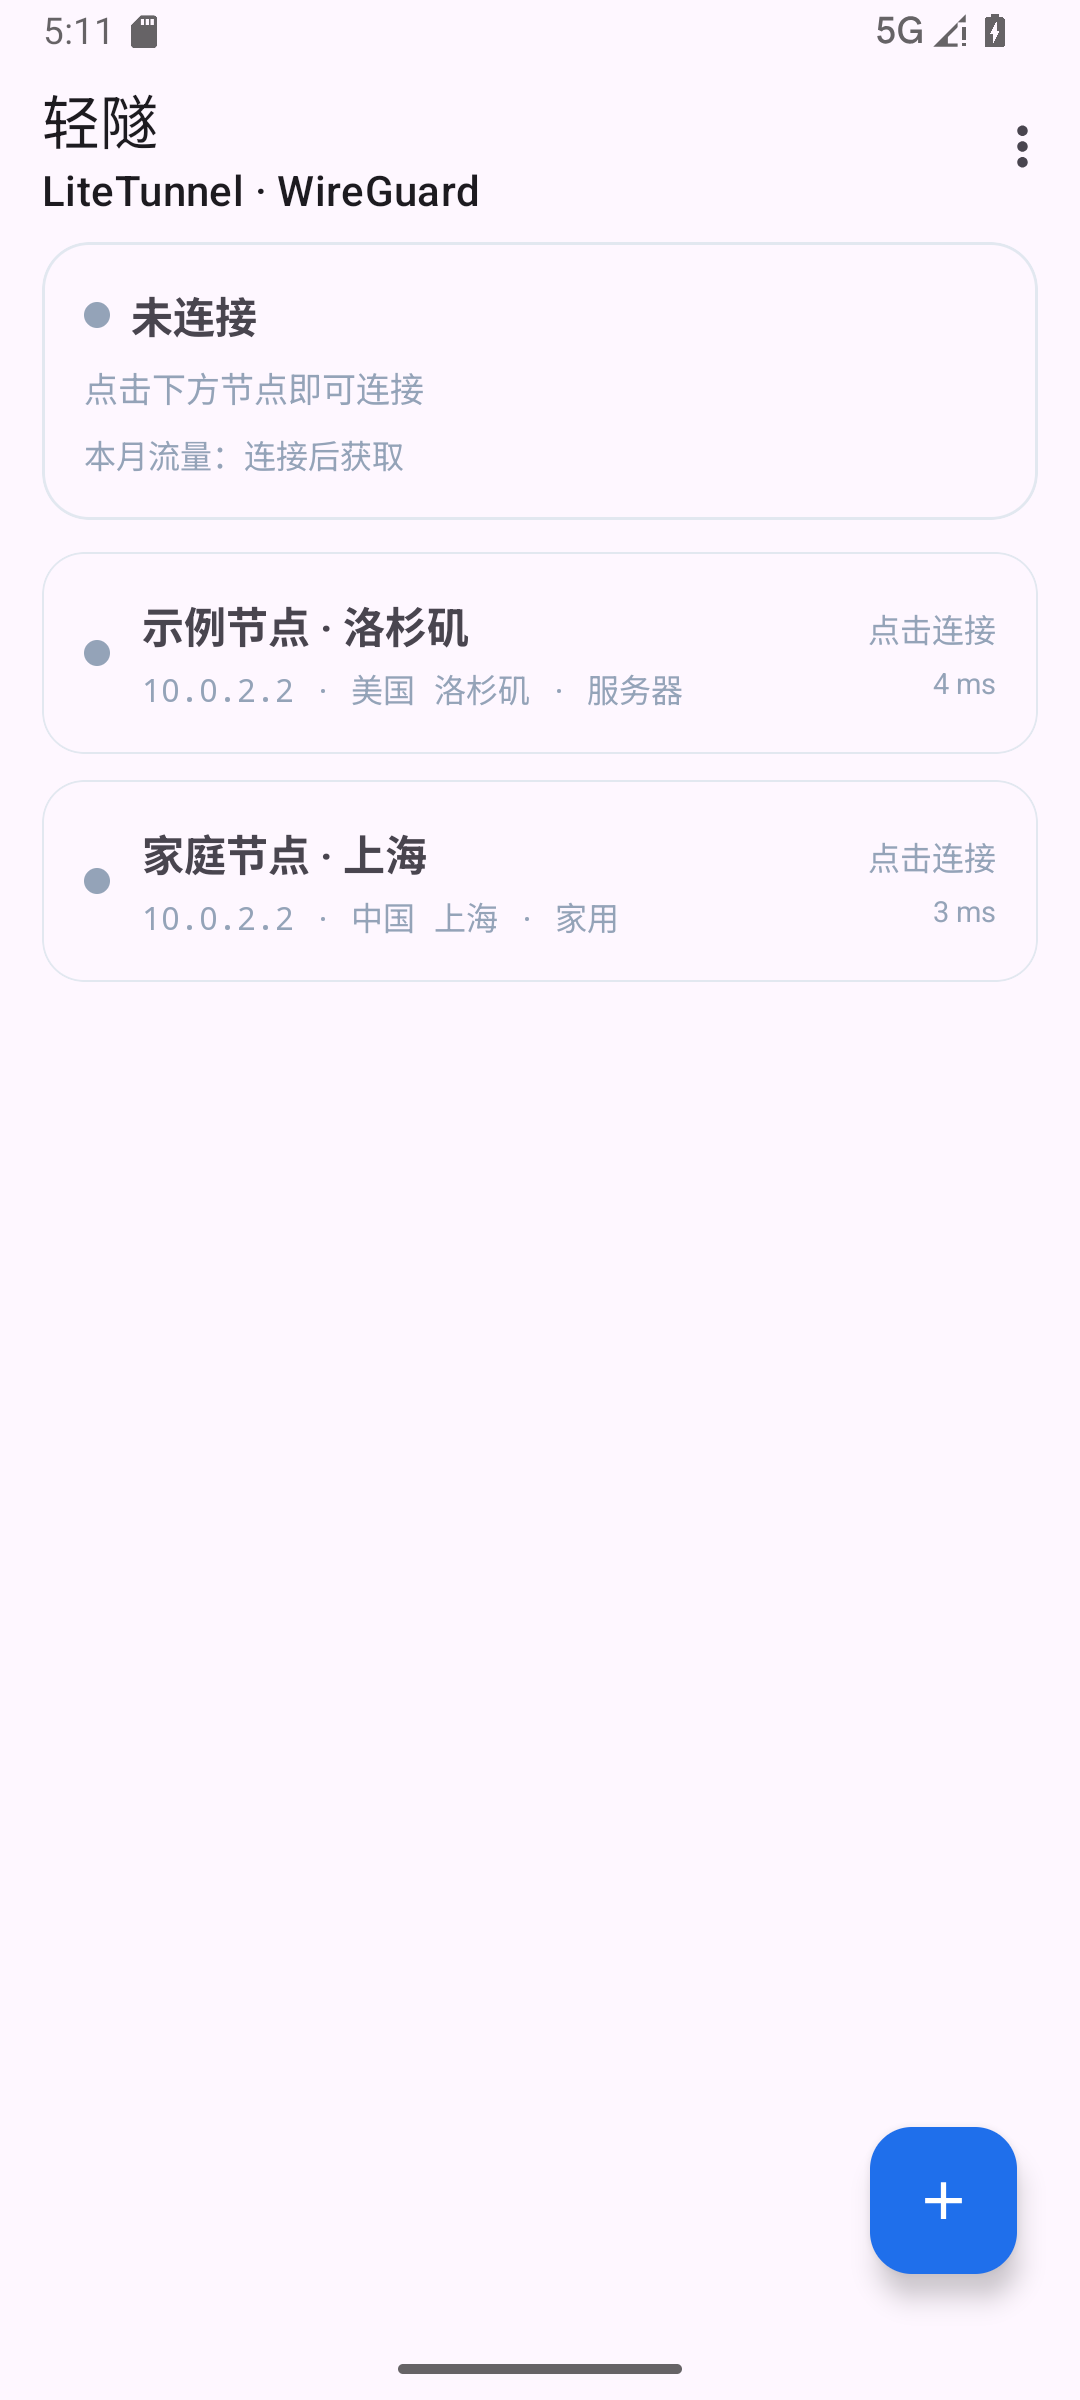 5:11
5G
轻隧
LiteTunnel · WireGuard
未连接
点击下方节点即可连接
本月流量：连接后获取
示例节点 · 洛杉矶
点击连接
10.0.2.2 · 美国 洛杉矶 · 服务器
4 ms
家庭节点 · 上海
点击连接
10.0.2.2 · 中国 上海 · 家用
3 ms
+